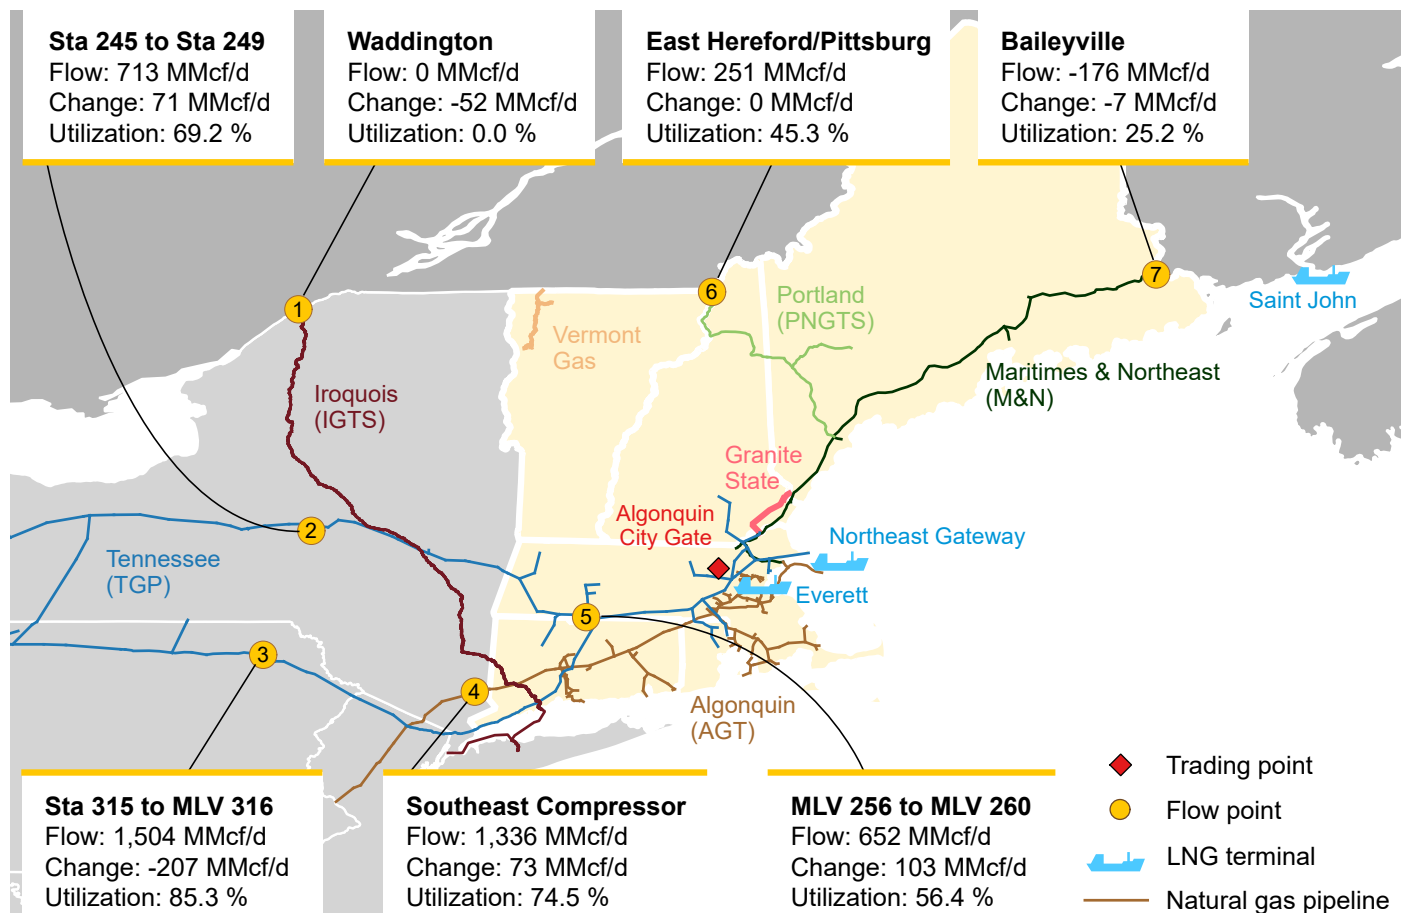 Sta 245 to Sta 249
Flow: 713 MMcf/d
Change: 71 MMcf/d
Utilization: 69.2 %
Waddington
Flow: 0 MMcf/d
Change: -52 MMcf/d
Utilization: 0.0 %
East Hereford/Pittsburg
Flow: 251 MMcf/d
Change: 0 MMcf/d
Utilization: 45.3 %
Baileyville
Flow: -176 MMcf/d
Change: -7 MMcf/d
Utilization: 25.2 %
1
6
7
Saint John
Portland
(PNGTS)
Vermont
Gas
Maritimes & Northeast
(M&N)
Iroquois
(IGTS)
Granite
State
Algonquin
City Gate
2
Northeast Gateway
Tennessee
(TGP)
Everett
5
3
4
Algonquin
(AGT)
Sta 315 to MLV 316
Flow: 1,504 MMcf/d
Change: -207 MMcf/d
Utilization: 85.3 %
Southeast Compressor
Flow: 1,336 MMcf/d
Change: 73 MMcf/d
Utilization: 74.5 %
MLV 256 to MLV 260
Flow: 652 MMcf/d
Change: 103 MMcf/d
Utilization: 56.4 %
Trading point
Flow point
LNG terminal
Natural gas pipeline